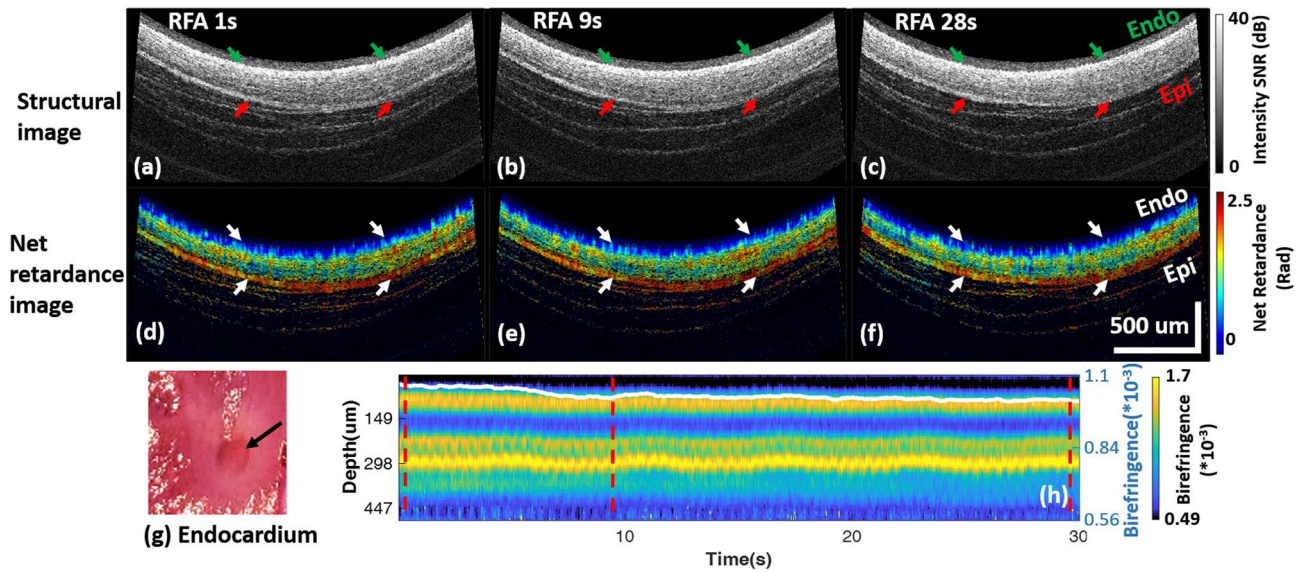 RFA 1s
RFA 9s
RFA 28s
Endo
Epi
40
Intensity SNR (dB)
0
Structural
image
(a)
(b)
(c)
Net
retardance
image
Endo
Epi
2.5
Net Retardance
(Rad)
0
(d)
(e)
(f)
500 um
(g) Endocardium
Depth(um)
149
298
447
(h)
10
20
30
Time(s)
1.1
0.84
0.56
Birefringence(*10-3)
1.7
Birefringence
(*10-3)
0.49